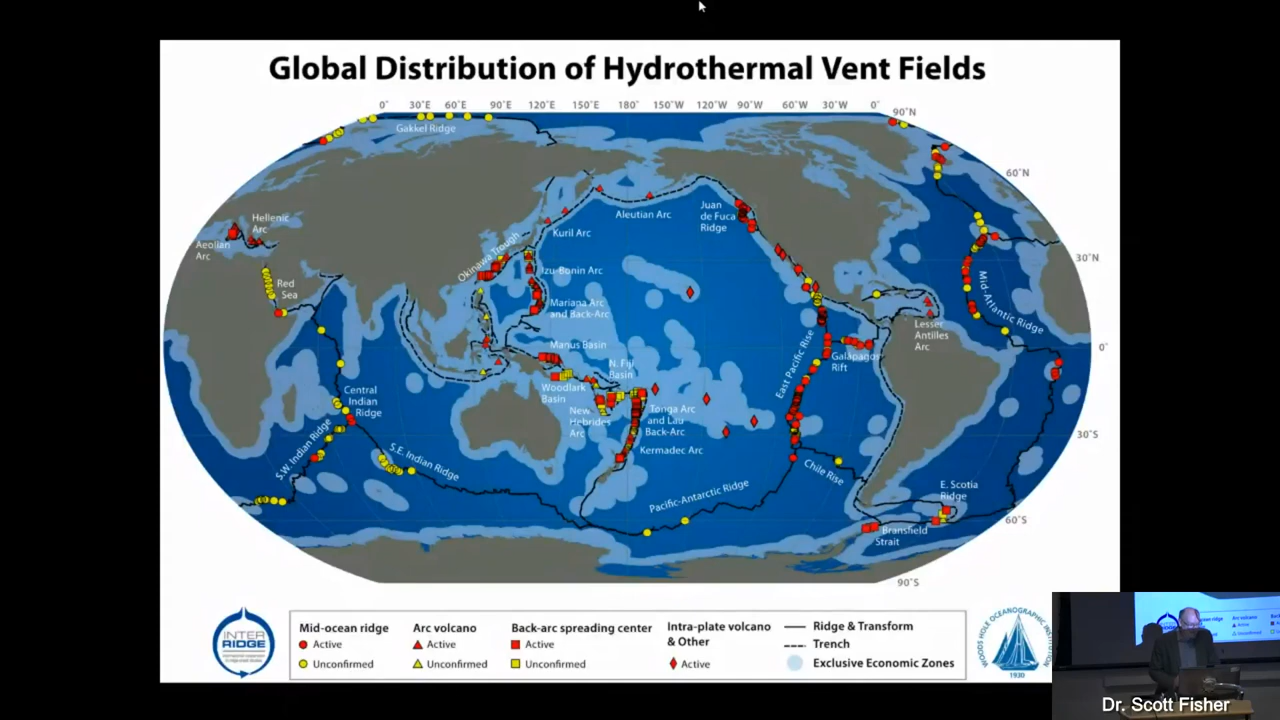 Global Distribution of Hydrothermal Vent Fields
0° 30°E 60°E 90°E 120°E 150°E 180° 150°W 120°W 90°W 60°W 30°W 0°
90°N
Gakkel Ridge
60°N
Aleutian Arc
Juan
de Fuca
Ridge
Hellenic
Arc
Aeolian
Arc
Kuril Arc
Okinawa Trough
30°N
Izu-Bonin Arc
Red
Sea
Mariana Arc
and Back-Arc
Mid-Atlantic Ridge
Lesser
Antilles
Arc
Manus Basin
0°
East Pacific Rise
Galápagos
Rift
N. Fiji
Basin
Woodlark
Basin
Central
Indian
Ridge
New
Hebrides
Arc
Tonga Arc
and Lau
Back-Arc
30°S
S.W. Indian Ridge
S.E. Indian Ridge
Kermadec Arc
Chile Rise
Pacific-Antarctic Ridge
E. Scotia
Ridge
60°S
Bransfield
Strait
90°S
INTER
RIDGE
Mid-ocean ridge
Active
Unconfirmed
Arc volcano
Active
Unconfirmed
Back-arc spreading center
Active
Unconfirmed
Intra-plate volcano
& Other
Active
Ridge & Transform
Trench
Exclusive Economic Zones
WOODS HOLE OCEANOGRAPHIC
1930
Dr. Scott Fisher